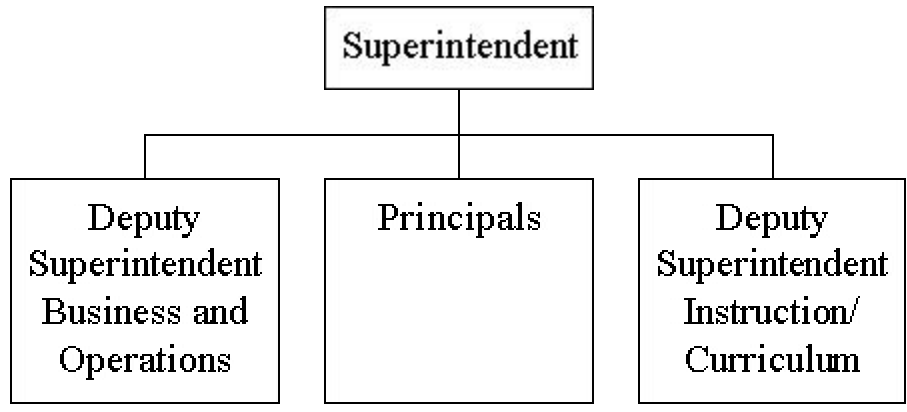 Superintendent
Deputy
Superintendent
Business and
Operations
Principals
Deputy
Superintendent
Instruction/
Curriculum